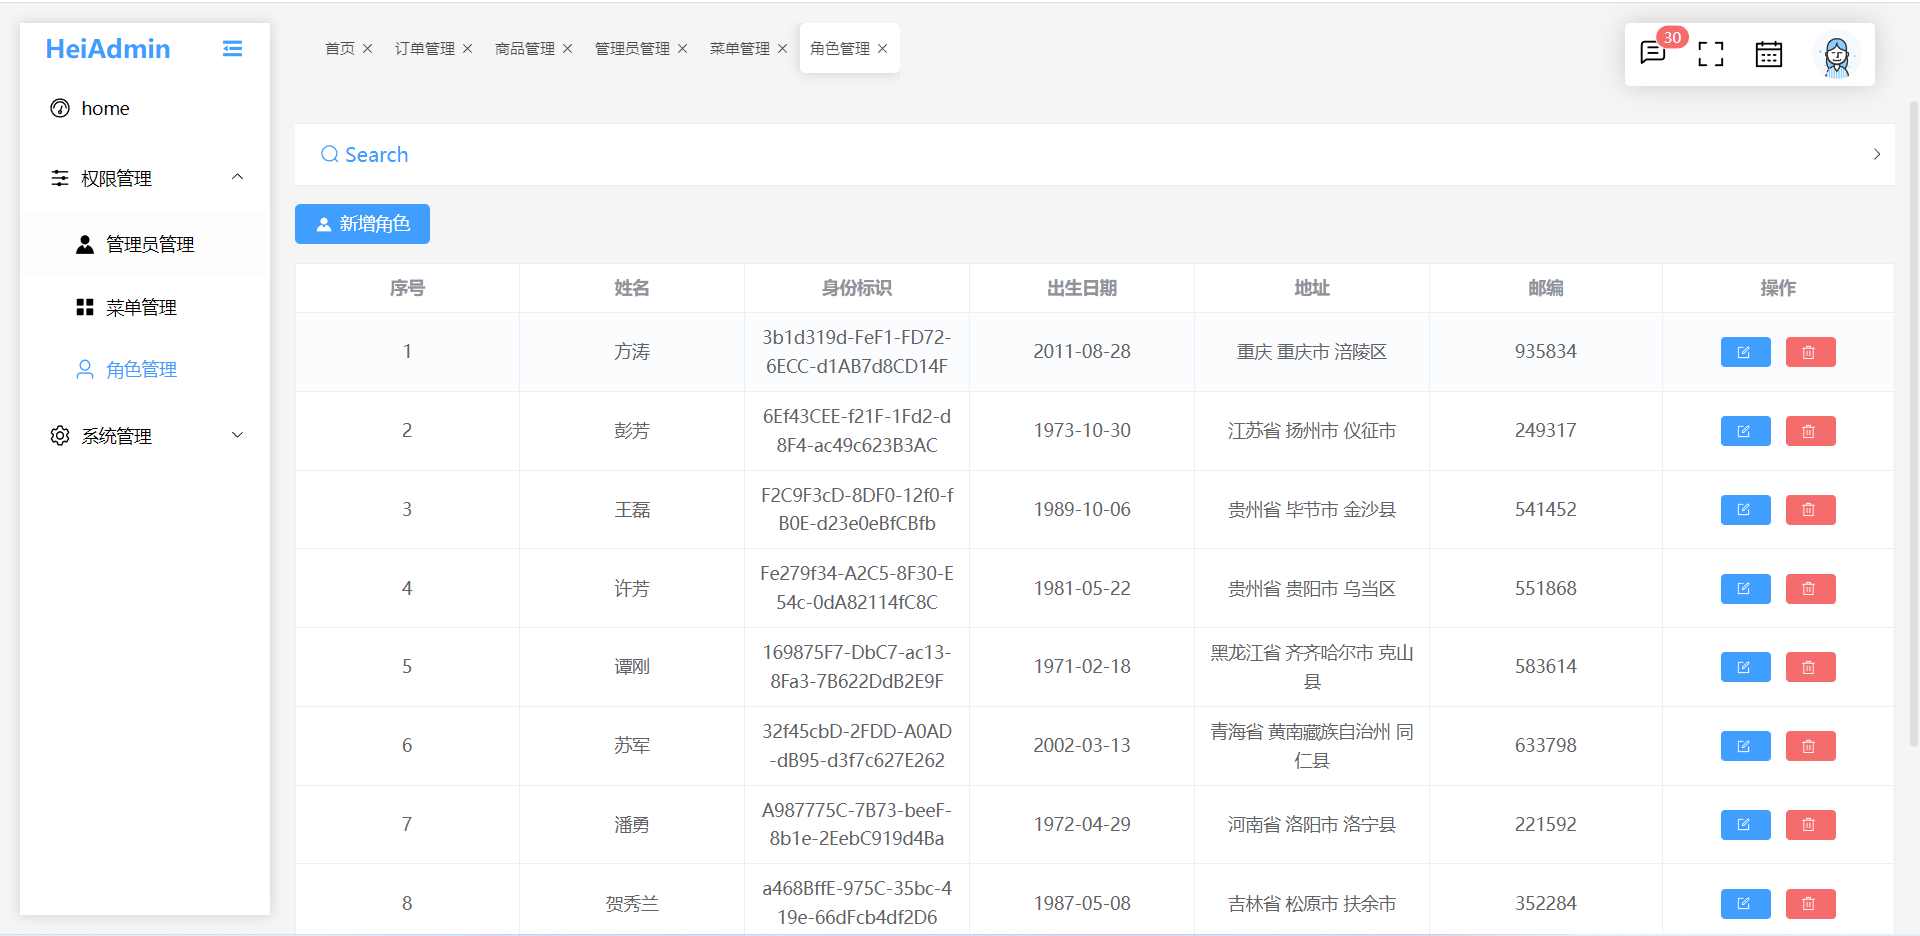 HeiAdmin
首页
订单管理
商品管理
管理员管理
菜单管理
角色管理
30
home
权限管理
管理员管理
菜单管理
角色管理
系统管理
Search
新增角色
序号 姓名 身份标识 出生日期 地址 邮编 操作
1 方涛 3b1d319d-FeF1-FD72-
6ECC-d1AB7d8CD14F 2011-08-28 重庆 重庆市 涪陵区 935834
2 彭芳 6Ef43CEE-f21F-1Fd2-d
8F4-ac49c623B3AC 1973-10-30 江苏省 扬州市 仪征市 249317
3 王磊 F2C9F3cD-8DF0-12f0-f
B0E-d23e0eBfCBfb 1989-10-06 贵州省 毕节市 金沙县 541452
4 许芳 Fe279f34-A2C5-8F30-E
54c-0dA82114fC8C 1981-05-22 贵州省 贵阳市 乌当区 551868
5 谭刚 169875F7-DbC7-ac13-
8Fa3-7B622DdB2E9F 1971-02-18 黑龙江省 齐齐哈尔市 克山
县 583614
6 苏军 32f45cbD-2FDD-A0AD
-dB95-d3f7c627E262 2002-03-13 青海省 黄南藏族自治州 同
仁县 633798
7 潘勇 A987775C-7B73-beeF-
8b1e-2EebC919d4Ba 1972-04-29 河南省 洛阳市 洛宁县 221592
8 贺秀兰 a468BffE-975C-35bc-4
19e-66dFcb4df2D6 1987-05-08 吉林省 松原市 扶余市 352284